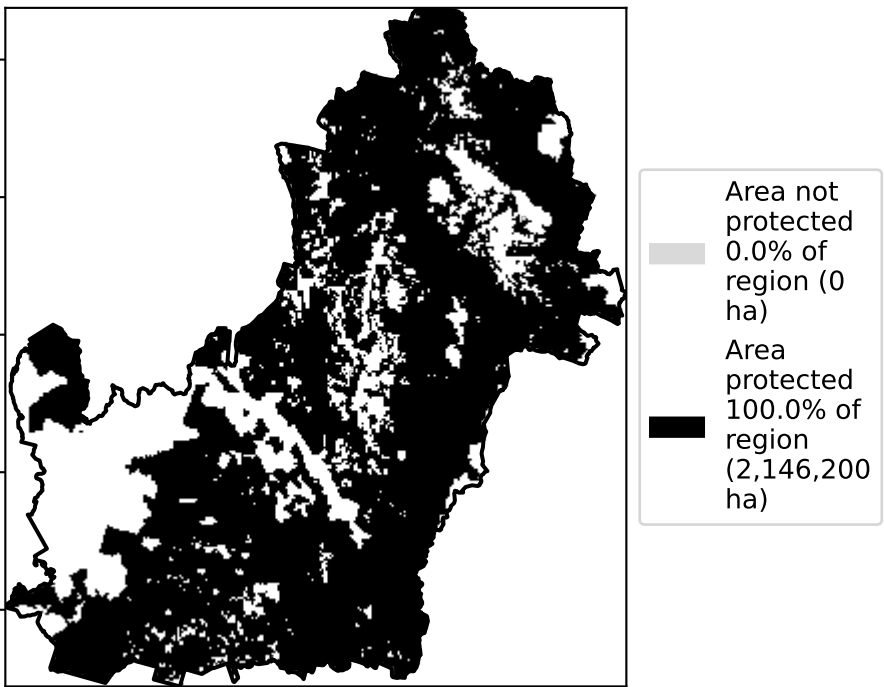 Area not
protected
0.0% of
region (0
ha)
Area
protected
100.0% of
region
(2,146,200
ha)